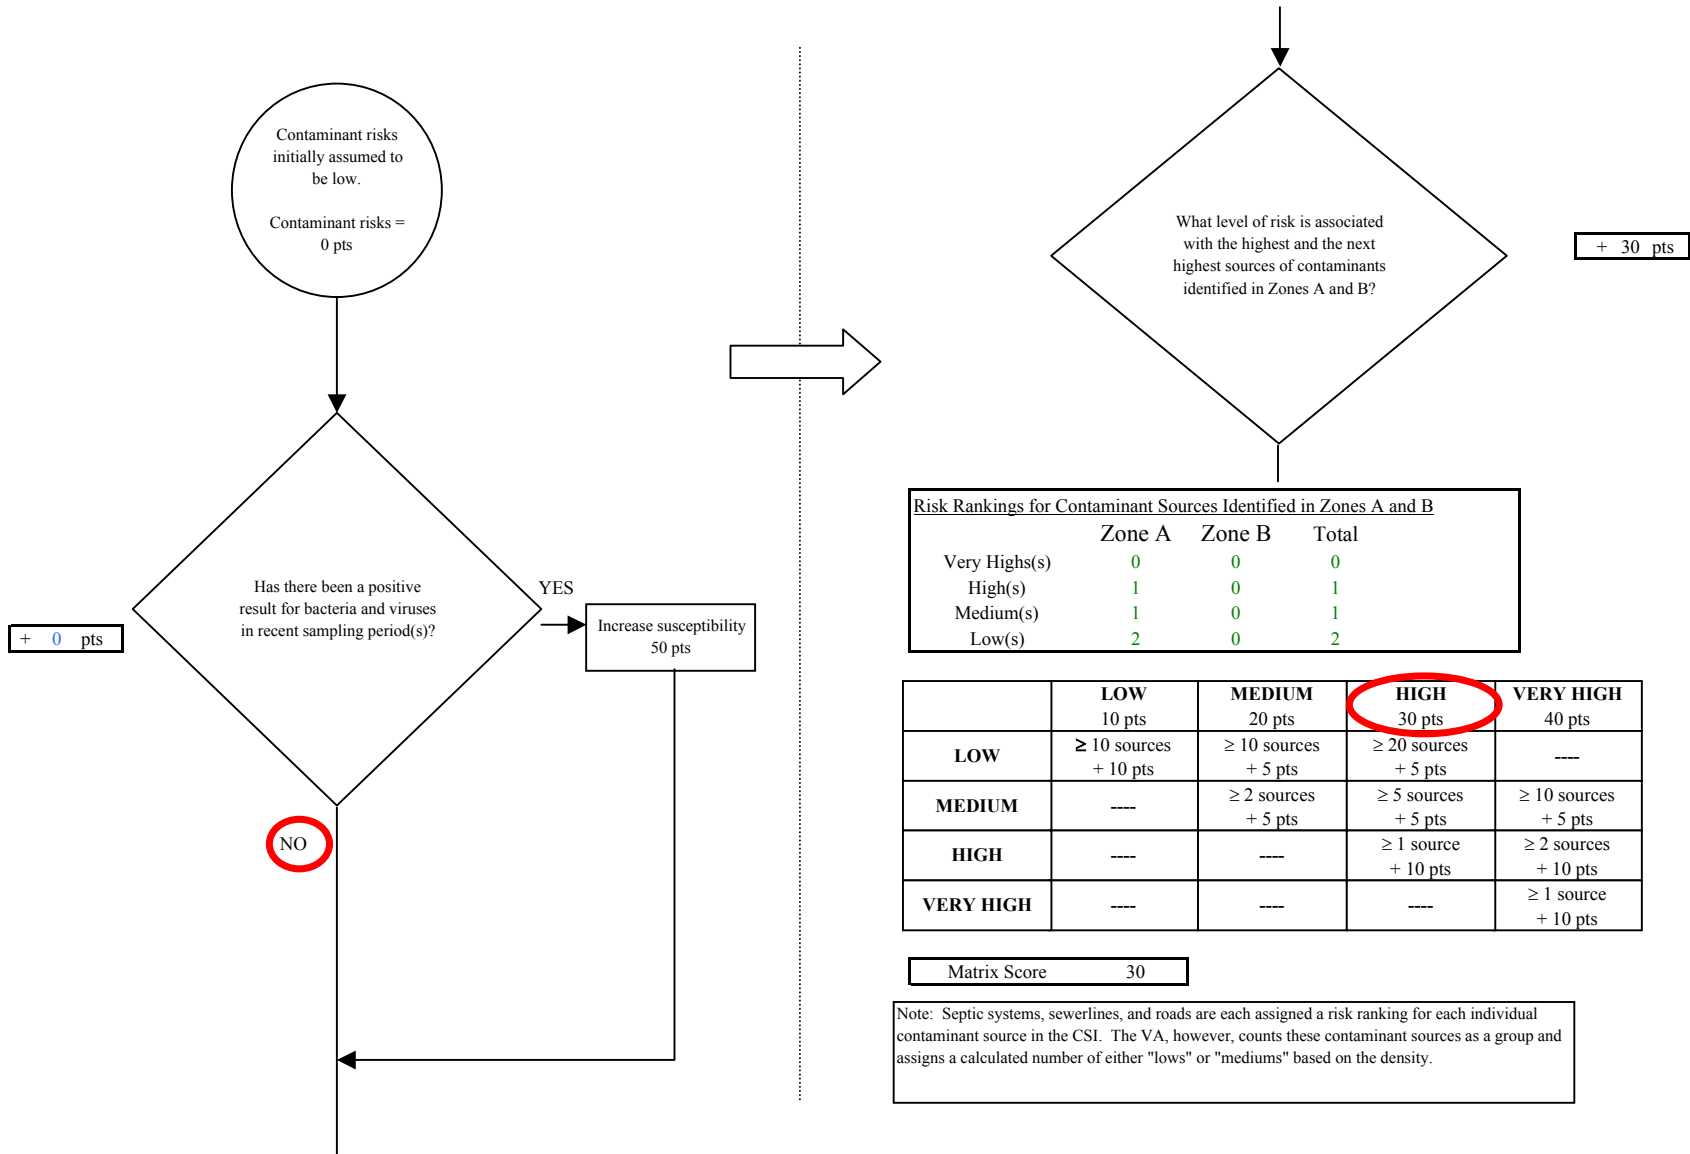 Contaminant risks
initially assumed to
be low.
Contaminant risks =
0 pts
Has there been a positive
result for bacteria and viruses
in recent sampling period(s)?
+ 0 pts
YES
Increase susceptibility
50 pts
NO
What level of risk is associated
with the highest and the next
highest sources of contaminants
identified in Zones A and B?
+ 30 pts
Risk Rankings for Contaminant Sources Identified in Zones A and B
Zone A Zone B Total
Very Highs(s) 0 0 0
High(s) 1 0 1
Medium(s) 1 0 1
Low(s) 2 0 2
LOW MEDIUM HIGH VERY HIGH
10 pts 20 pts 30 pts 40 pts
LOW ≥ 10 sources ≥ 10 sources ≥ 20 sources ----
+ 10 pts + 5 pts + 5 pts
MEDIUM ---- ≥ 2 sources ≥ 5 sources ≥ 10 sources
+ 5 pts + 5 pts + 5 pts
HIGH ---- ---- ≥ 1 source ≥ 2 sources
+ 10 pts + 10 pts
VERY HIGH ---- ---- ---- ≥ 1 source
+ 10 pts
Matrix Score 30
Note: Septic systems, sewerlines, and roads are each assigned a risk ranking for each individual
contaminant source in the CSI. The VA, however, counts these contaminant sources as a group and
assigns a calculated number of either "lows" or "mediums" based on the density.